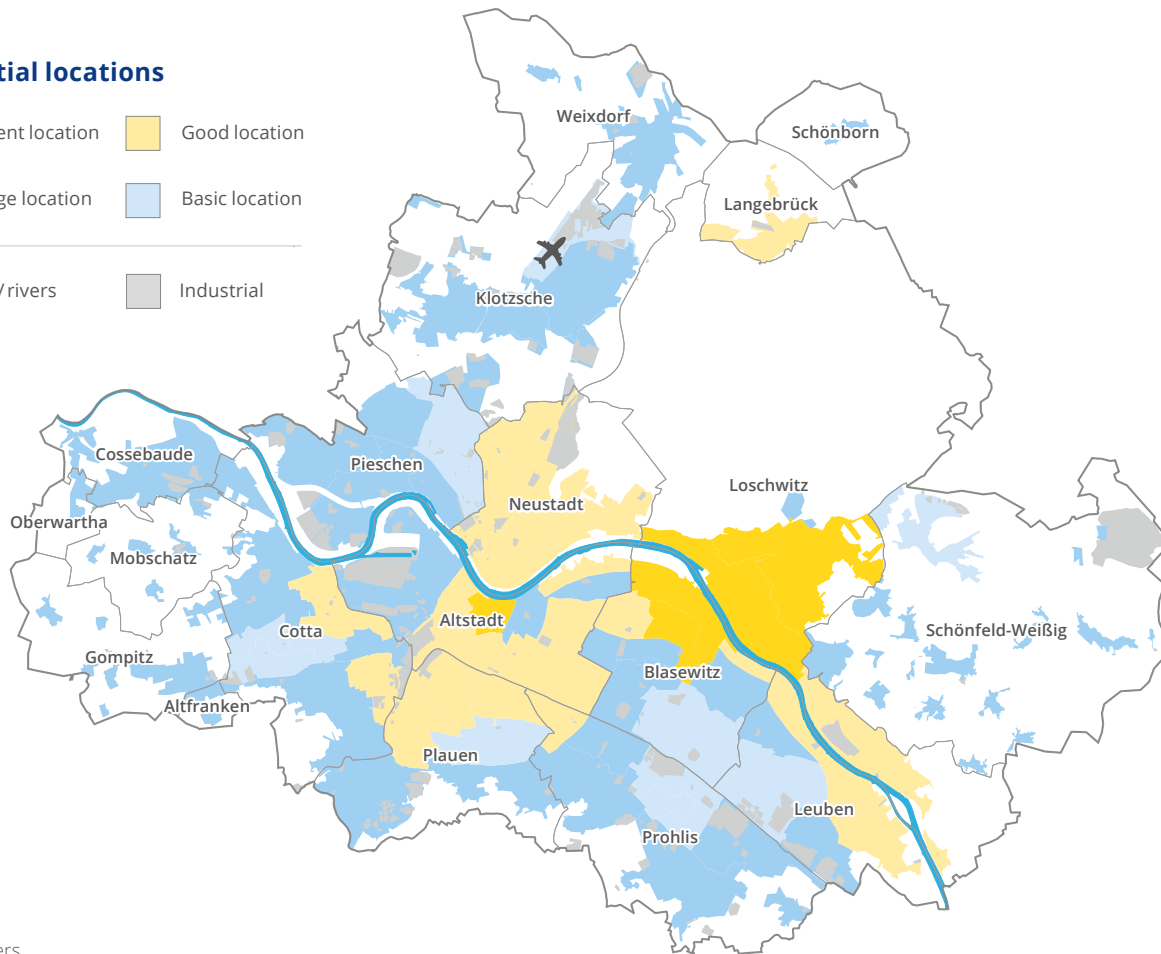 tial locations
ent location
Good location
ge location
Basic location
/ rivers
Industrial
Weixdorf
Schönborn
Langebrück
Klotzsche
Cossebaude
Pieschen
Loschwitz
Neustadt
Oberwartha
Mobschatz
Altstadt
Cotta
Schönfeld-Weißig
Gompitz
Blasewitz
Altfranken
Plauen
Leuben
Prohlis
ers